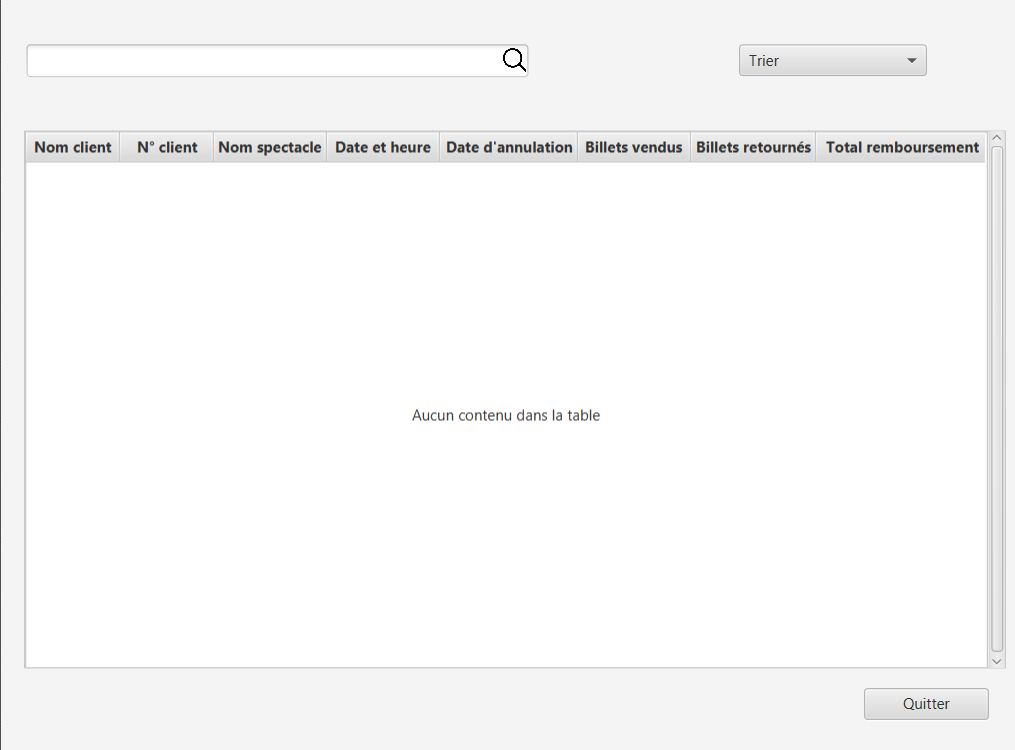 Trier
Nom client N° client Nom spectacle Date et heure Date d'annulation Billets vendus Billets retournés Total remboursement
Aucun contenu dans la table
Quitter